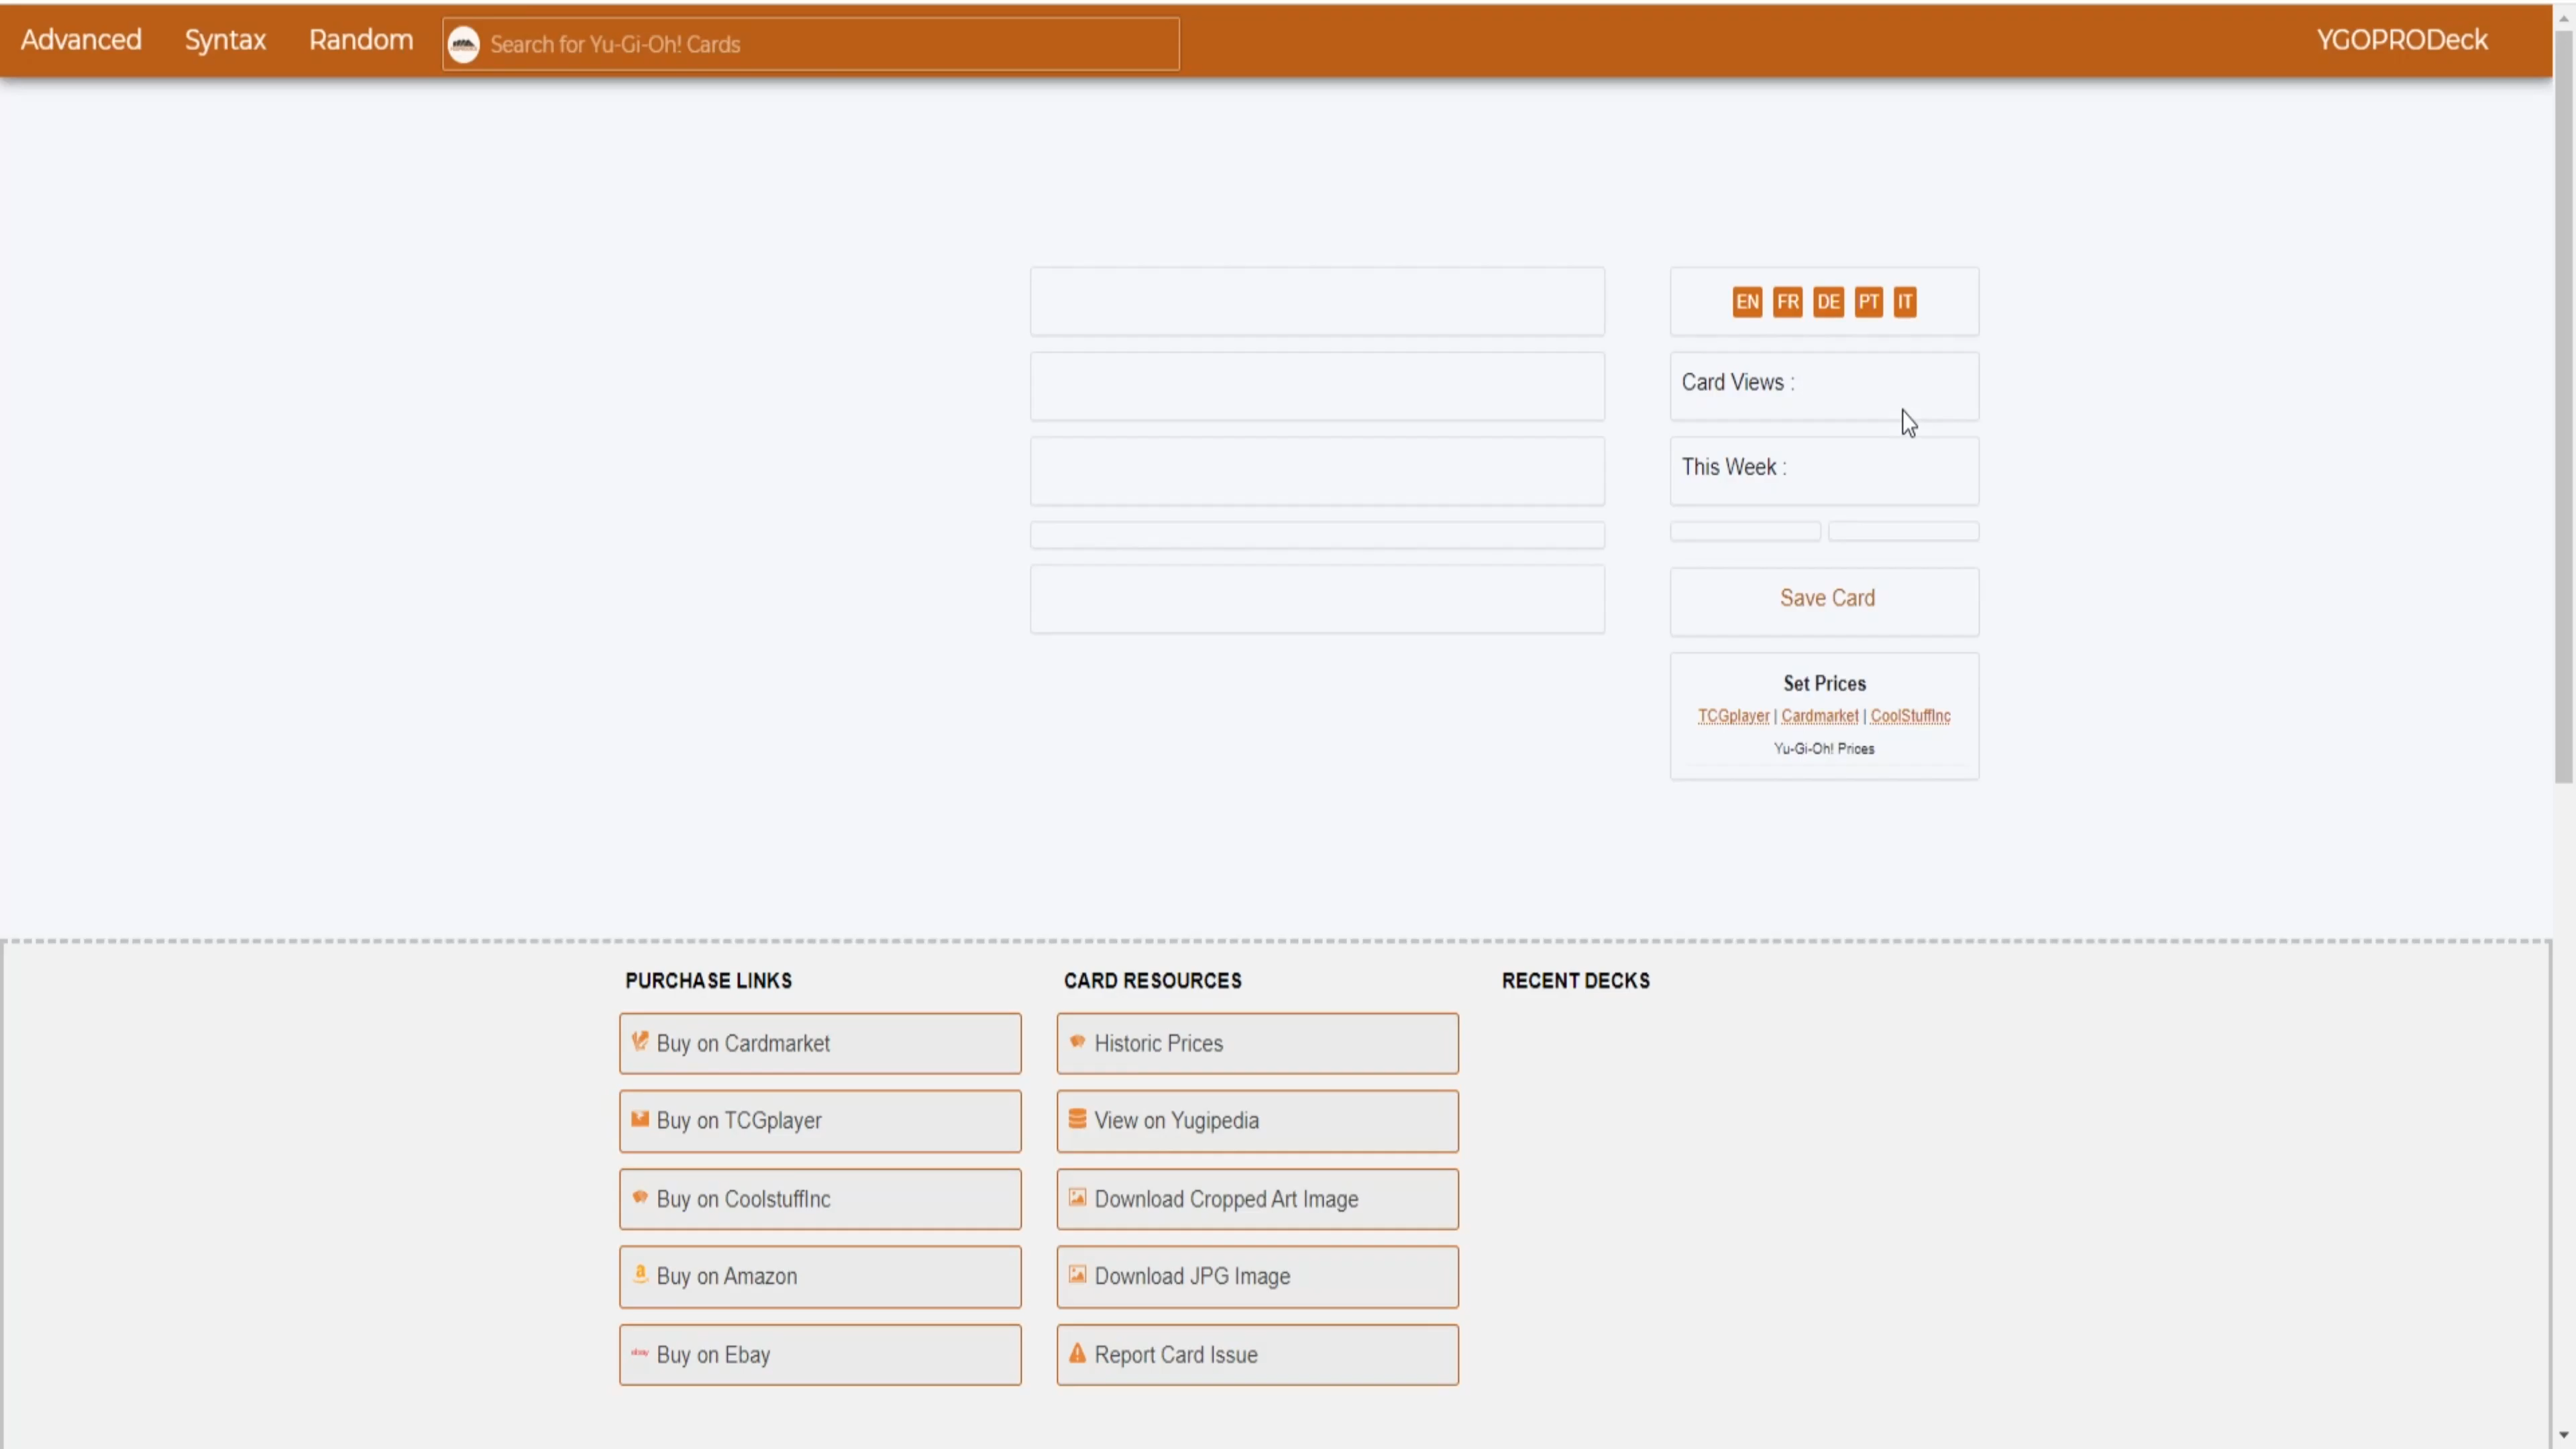 Advanced Syntax Random Search for Yu-Gi-Oh! Cards YGOPRODeck
EN FR DE PT IT
Card Views :
This Week :
Save Card
Set Prices
TCGplayer | Cardmarket | CoolStuffInc
Yu-Gi-Oh! Prices
PURCHASE LINKS
Buy on Cardmarket
Buy on TCGplayer
Buy on CoolstuffInc
Buy on Amazon
Buy on Ebay
CARD RESOURCES
Historic Prices
View on Yugipedia
Download Cropped Art Image
Download JPG Image
Report Card Issue
RECENT DECKS